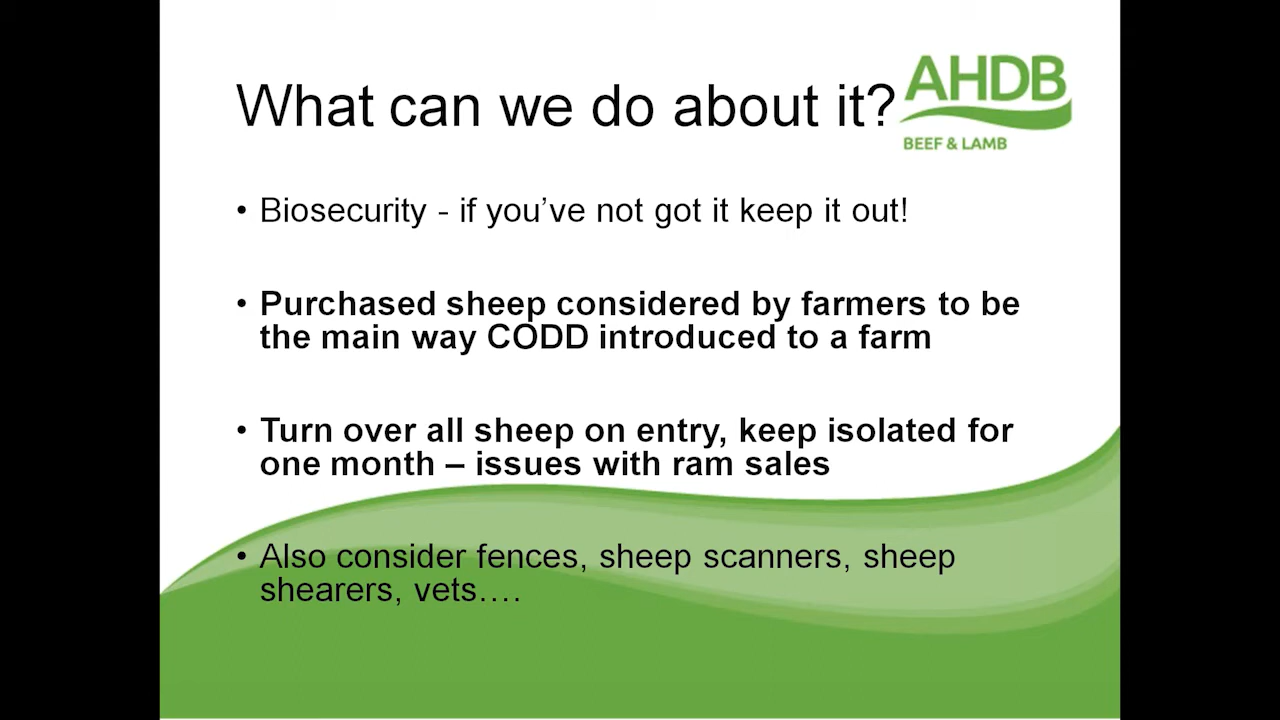 What can we do about it?
AHDB
BEEF & LAMB
• Biosecurity - if you’ve not got it keep it out!
• Purchased sheep considered by farmers to be
the main way CODD introduced to a farm
• Turn over all sheep on entry, keep isolated for
one month – issues with ram sales
• Also consider fences, sheep scanners, sheep
shearers, vets….